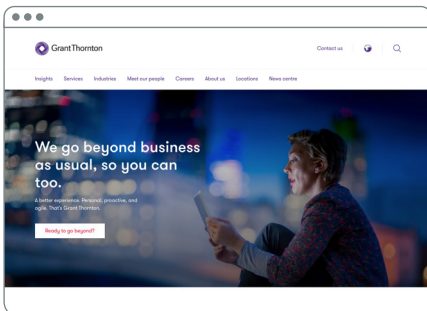 Grant Thornton
Contact us
Insights Services Industries Meet our people Careers About us Locations News centre
We go beyond business
as usual, so you can
too.
A better experience. Personal, proactive, and
agile. That's Grant Thornton.
Ready to go beyond?